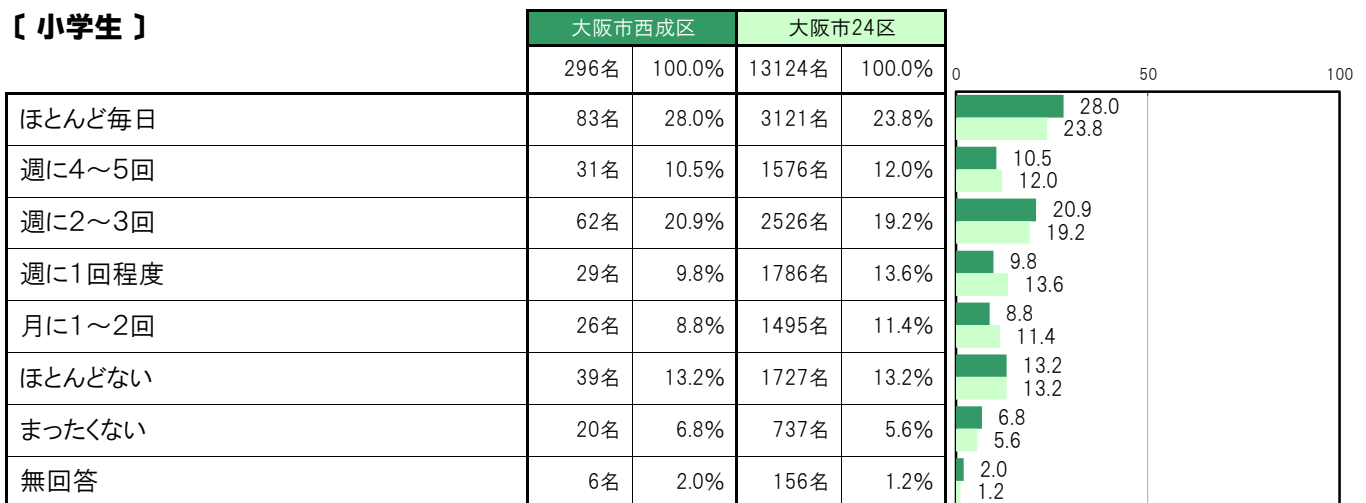 〔 小学生 〕
大阪市西成区 大阪市24区
296名 100.0% 13124名 100.0% 0 50 100
ほとんど毎日 83名 28.0% 3121名 23.8% 28.0
23.8
週に4～5回 31名 10.5% 1576名 12.0% 10.5
12.0
週に2～3回 62名 20.9% 2526名 19.2% 20.9
19.2
週に1回程度 29名 9.8% 1786名 13.6% 9.8
13.6
月に1～2回 26名 8.8% 1495名 11.4% 8.8
11.4
ほとんどない 39名 13.2% 1727名 13.2% 13.2
13.2
まったくない 20名 6.8% 737名 5.6% 6.8
5.6
無回答 6名 2.0% 156名 1.2% 2.0
1.2